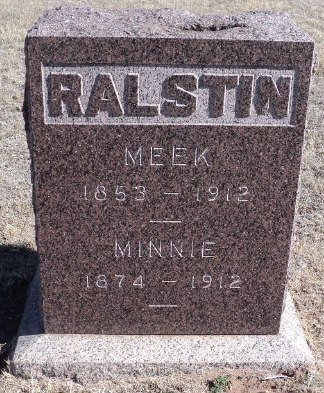 RALSTIN
MEEK
1853 - 1912
MINNIE
1874 - 1912